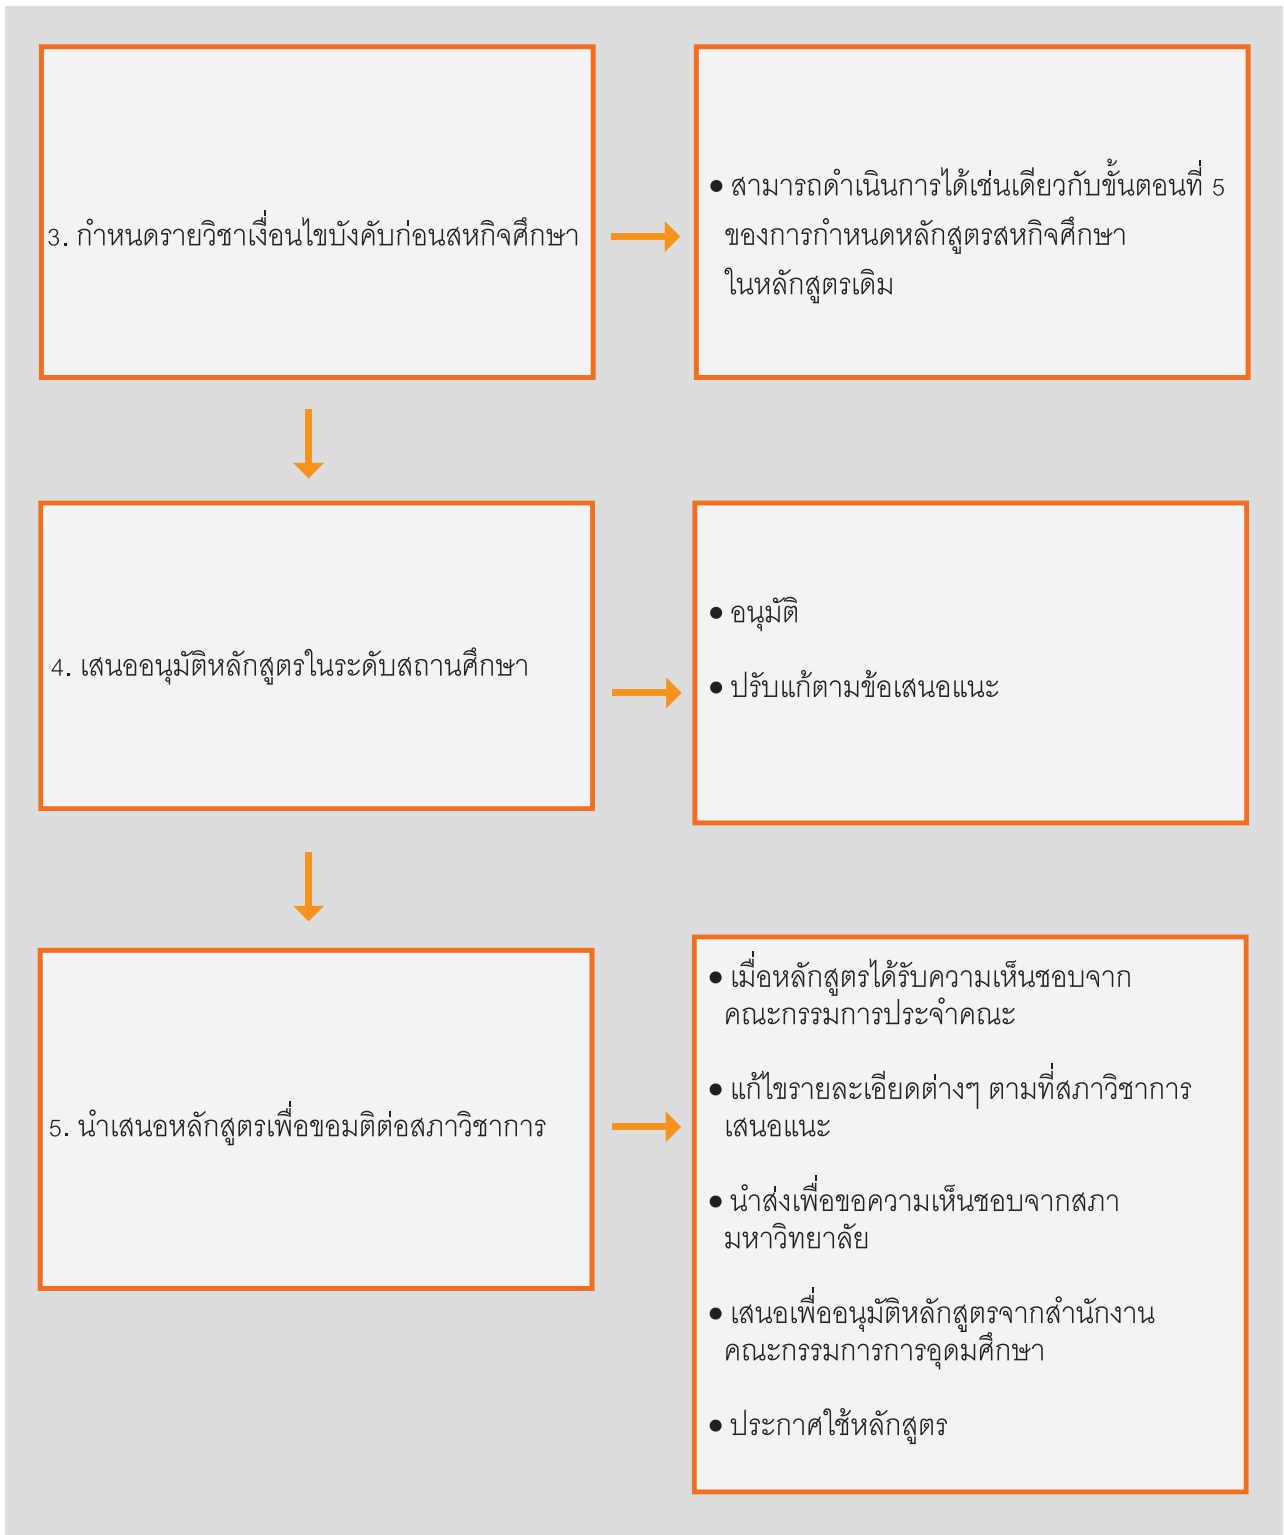 3. กำหนดรายวิชาเงื่อนไขบังคับก่อนสหกิจศึกษา
● สามารถดำเนินการได้เช่นเดียวกับขั้นตอนที่ 5
ของการกำหนดหลักสูตรสหกิจศึกษา
ในหลักสูตรเดิม
4. เสนออนุมัติหลักสูตรในระดับสถานศึกษา
● อนุมัติ
● ปรับแก้ตามข้อเสนอแนะ
5. นำเสนอหลักสูตรเพื่อขอมติต่อสภาวิชาการ
● เมื่อหลักสูตรได้รับความเห็นชอบจาก
คณะกรรมการประจำคณะ
● แก้ไขรายละเอียดต่างๆ ตามที่สภาวิชาการ
เสนอแนะ
● นำส่งเพื่อขอความเห็นชอบจากสภา
มหาวิทยาลัย
● เสนอเพื่ออนุมัติหลักสูตรจากสำนักงาน
คณะกรรมการการอุดมศึกษา
● ประกาศใช้หลักสูตร